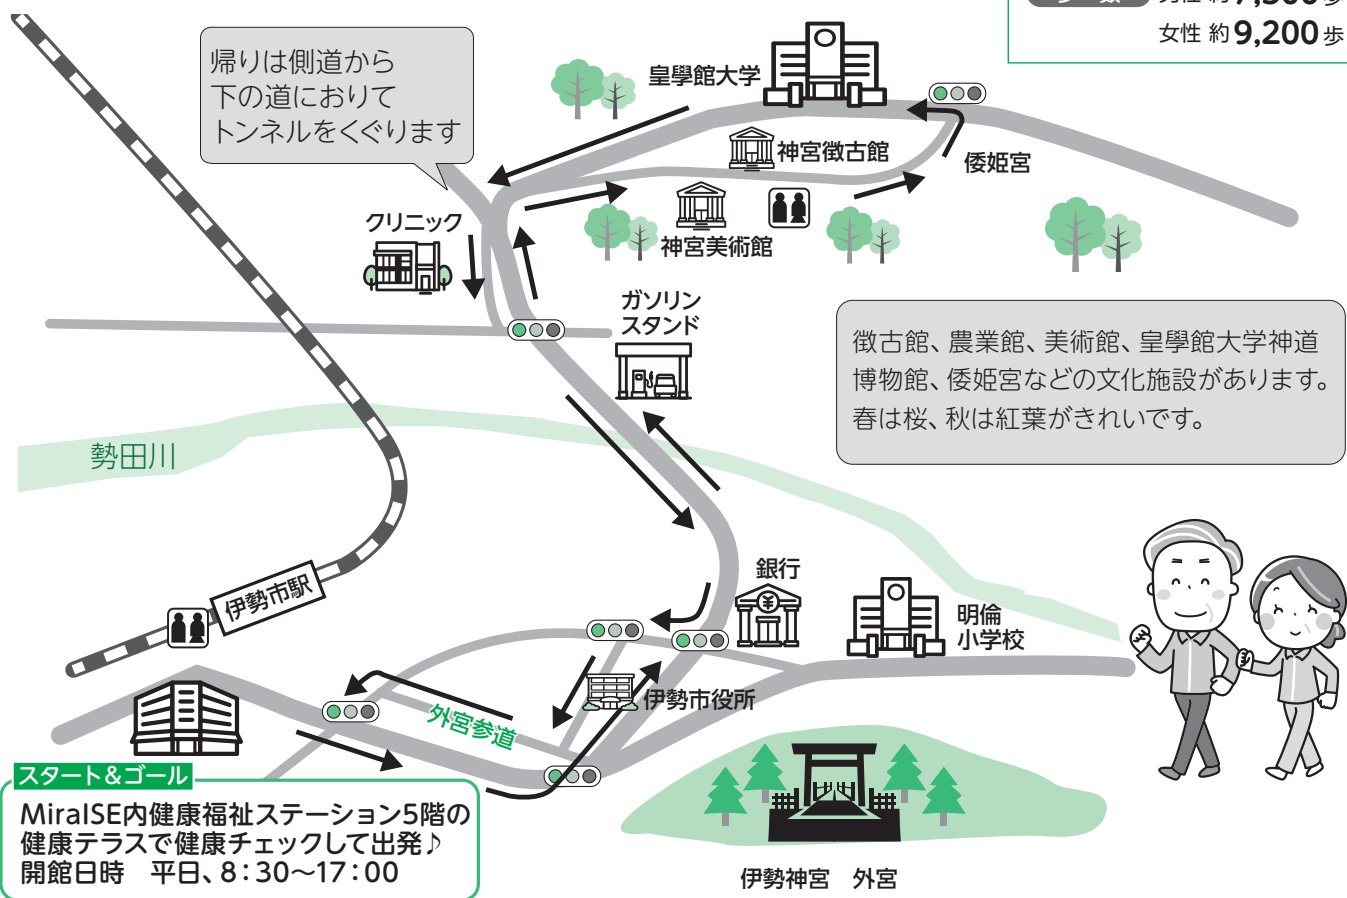 女性 約9,200歩
帰りは側道から
下の道におりて
トンネルをくぐります
皇學館大学
神宮徴古館
倭姫宮
クリニック
神宮美術館
ガソリン
スタンド
徴古館、農業館、美術館、皇學館大学神道
博物館、倭姫宮などの文化施設があります。
春は桜、秋は紅葉がきれいです。
勢田川
伊勢市駅
銀行
明倫
小学校
伊勢市役所
外宮参道
スタート&ゴール
MiraISE内健康福祉ステーション5階の
健康テラスで健康チェックして出発♪
開館日時　平日、8：30〜17：00
伊勢神宮　外宮